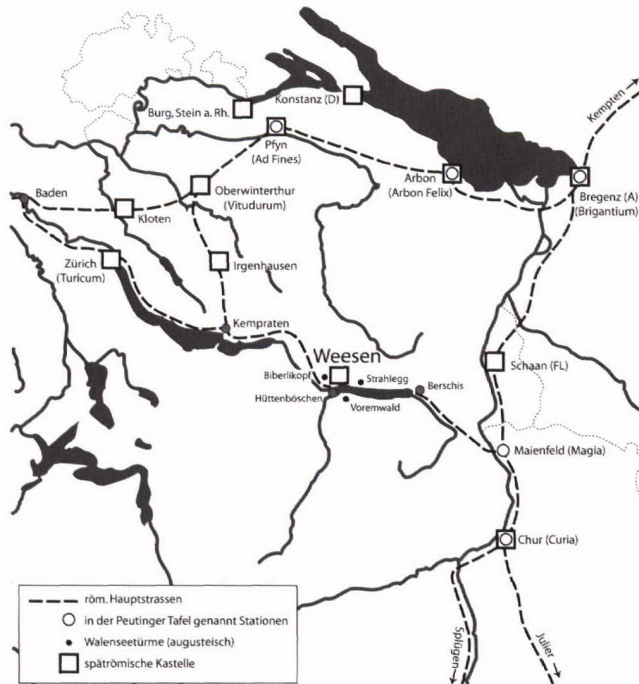 Kempten
Burg, Stein a. Rh.
Konstanz (D)
Pfyn
(Ad Fines)
Arbon
(Arbon Felix)
Bregenz (A)
(Brigantium)
Baden
Oberwinterthur
(Vitudurum)
Kloten
Zürich
(Turicum)
Irgenhausen
Kempraten
Weesen
Biberlikopf
Strahlegg
Berschis
Hüttenböschen
Voremwald
Schaan (FL)
Maienfeld (Magia)
Chur (Curia)
Splügen
Julier
röm. Hauptstrassen
in der Peutinger Tafel genannt Stationen
Walenseetürme (augusteisch)
spätrömische Kastelle